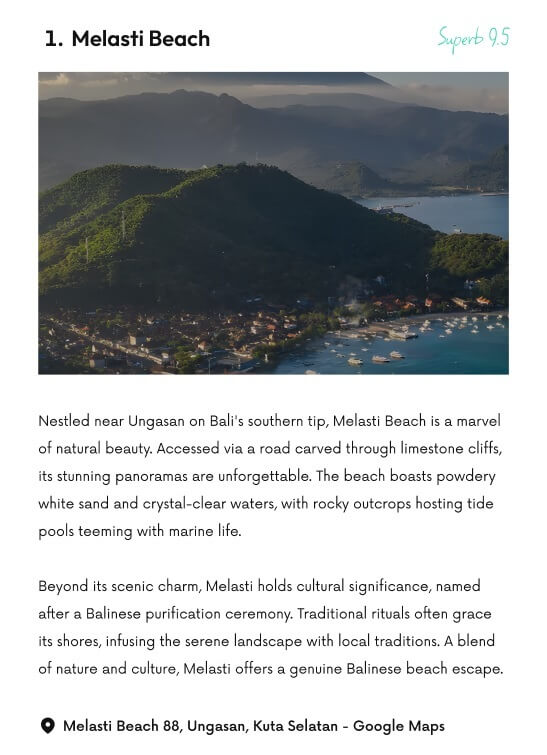 1. Melasti Beach
Superb 9.5
Nestled near Ungasan on Bali's southern tip, Melasti Beach is a marvel
of natural beauty. Accessed via a road carved through limestone cliffs,
its stunning panoramas are unforgettable. The beach boasts powdery
white sand and crystal-clear waters, with rocky outcrops hosting tide
pools teeming with marine life.
Beyond its scenic charm, Melasti holds cultural significance, named
after a Balinese purification ceremony. Traditional rituals often grace
its shores, infusing the serene landscape with local traditions. A blend
of nature and culture, Melasti offers a genuine Balinese beach escape.
Melasti Beach 88, Ungasan, Kuta Selatan - Google Maps